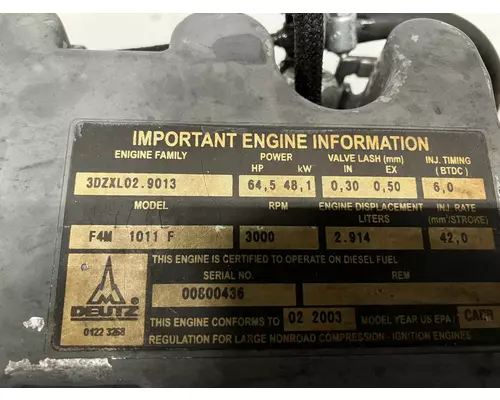 IMPORTANT ENGINE INFORMATION
ENIGINE FAMILY POWER VALVE LASH (mm) INJ. TIMING
HP kW IN EX (BTDC)
3DZXL02.9013 64,5 48,1 0,30 0,50 6,0
MODEL RPM ENGINE DISPLACEMENT INJ. RATE
LITERS (mm³/STROKE)
F4M 1011 F 3000 2.914 42,0
THIS ENGINE IS CERTIFIED TO OPERATE ON DIESEL FUEL
SERIAL NO. REM
00800436
DEUTZ
0122 3268
THIS ENGINE CONFORMS TO 02 2003 MODEL YEAR US EPA
REGULATION FOR LARGE NONROAD COMPRESSION - IGNITION ENGINES